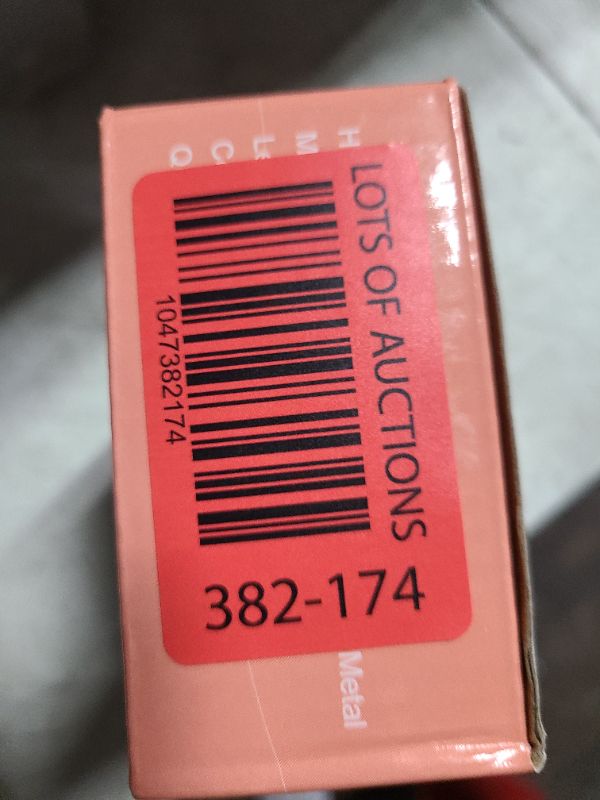 LOTS OF AUCTIONS
1047382174
382-174
Metal